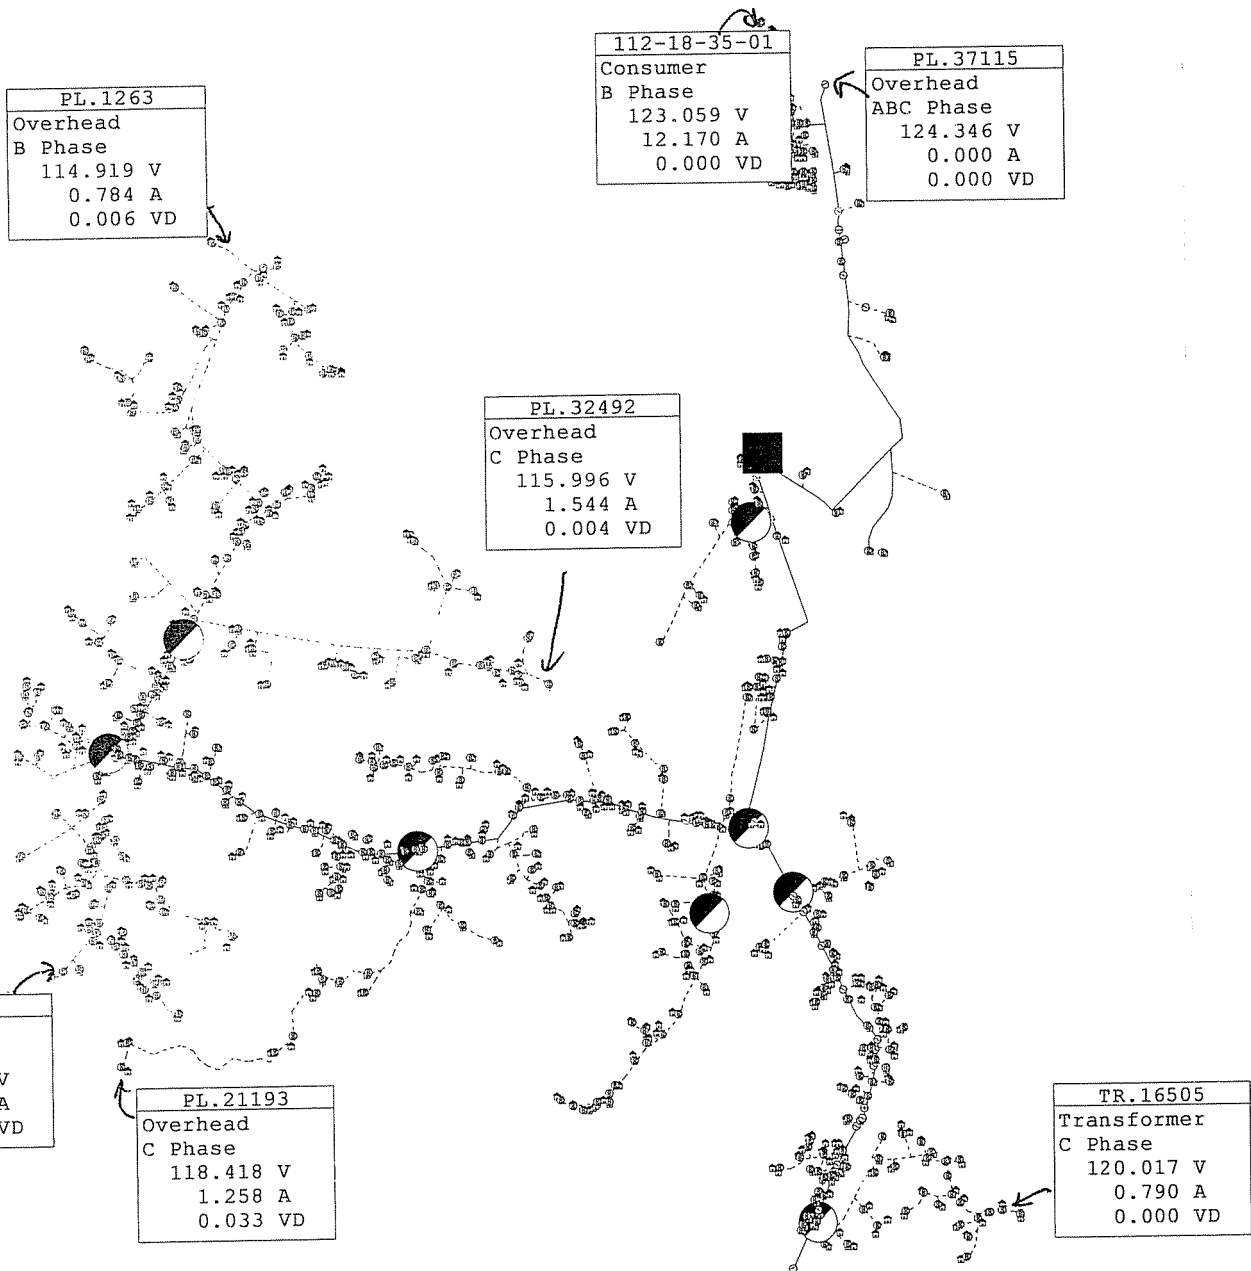 112-18-35-01
Consumer
B Phase
123.059 V
12.170 A
0.000 VD
PL.37115
Overhead
ABC Phase
124.346 V
0.000 A
0.000 VD
PL.1263
Overhead
B Phase
114.919 V
0.784 A
0.006 VD
PL.32492
Overhead
C Phase
115.996 V
1.544 A
0.004 VD
V
A
VD
PL.21193
Overhead
C Phase
118.418 V
1.258 A
0.033 VD
TR.16505
Transformer
C Phase
120.017 V
0.790 A
0.000 VD